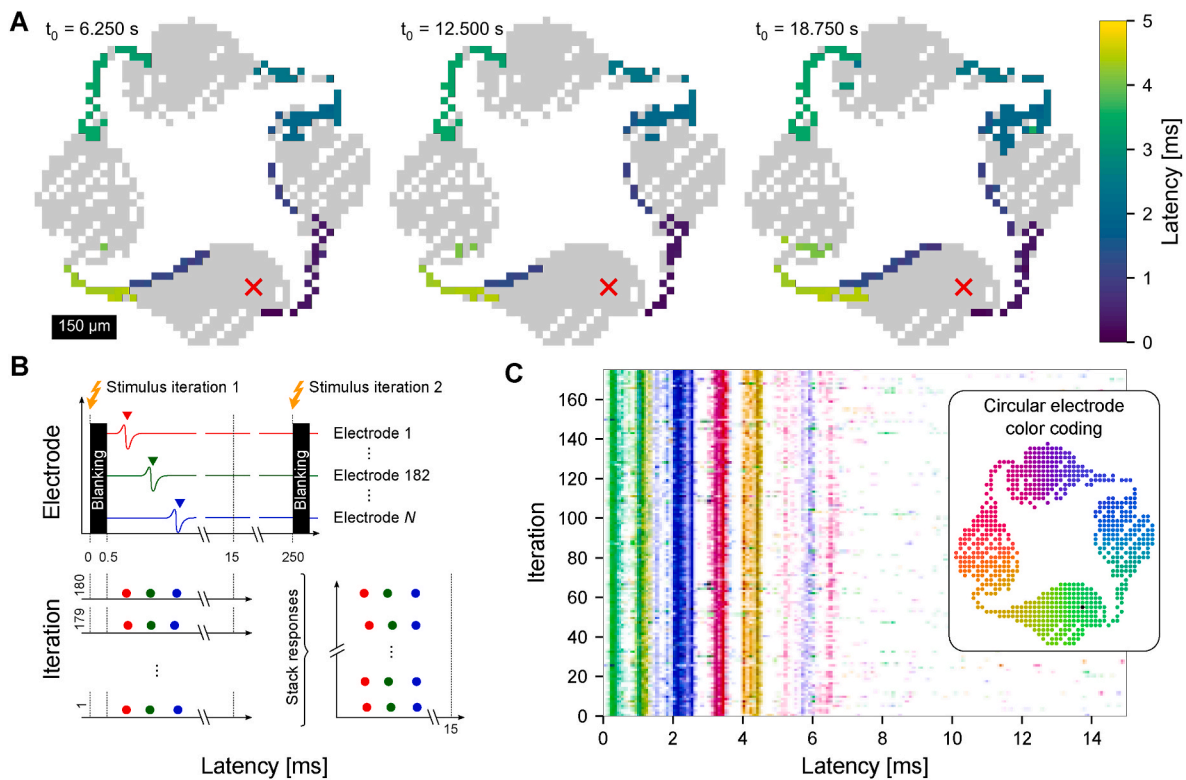 A
t₀ = 6.250 s
t₀ = 12.500 s
t₀ = 18.750 s
5
4
3
2
1
0
Latency [ms]
150 µm
B
Stimulus iteration 1
Stimulus iteration 2
Electrode
Blanking
Blanking
Electrode 1
Electrode 182
Electrode N
0
0.5
15
250
Iteration
180
179
1
Stack responses
15
Latency [ms]
C
Iteration
160
140
120
100
80
60
40
20
0
0
2
4
6
8
10
12
14
Latency [ms]
Circular electrode
color coding